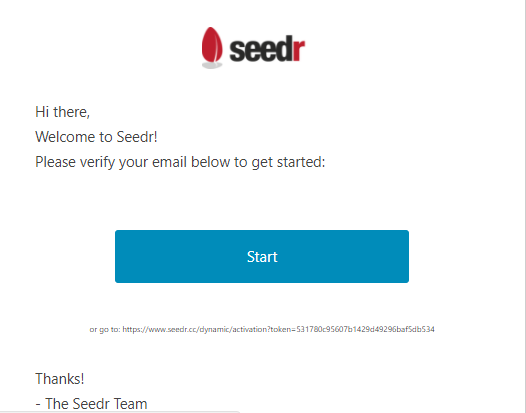 seedr
Hi there,
Welcome to Seedr!
Please verify your email below to get started:
Start
or go to: https://www.seedr.cc/dynamic/activation?token=531780c95607b1429d49296baf5db534
Thanks!
- The Seedr Team